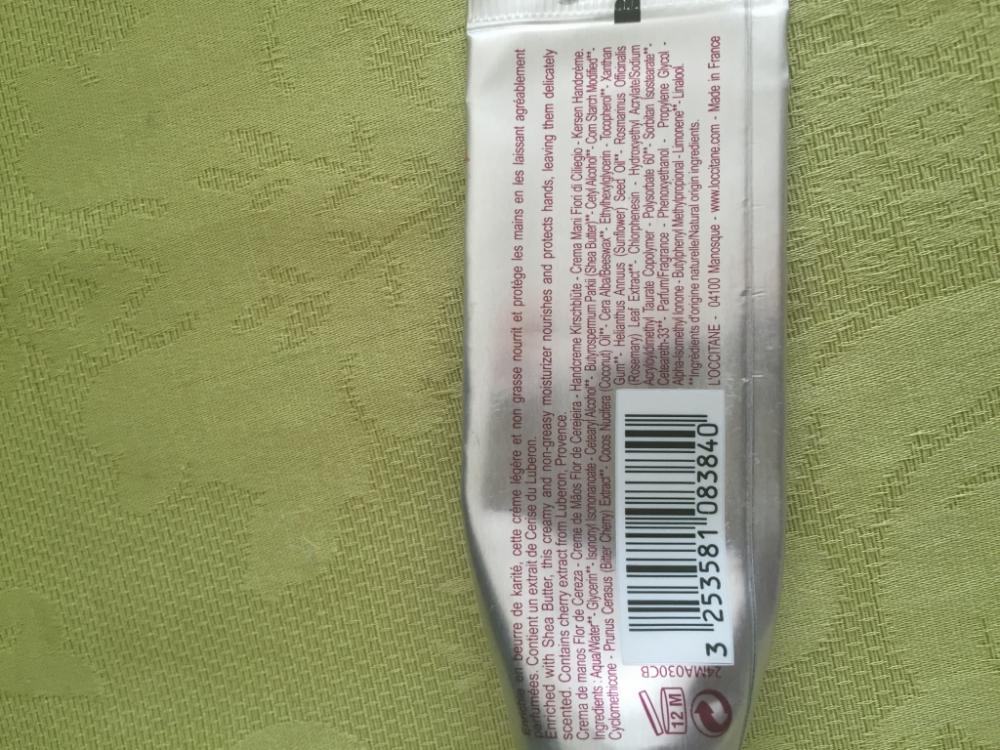 Enrichie en beurre de karité, cette crème légère et non grasse nourrit et protège les mains en les laissant agréablement
parfumées. Contient un extrait de Cerise du Luberon.
Enriched with Shea Butter, this creamy and non-greasy moisturizer nourishes and protects hands, leaving them delicately
scented. Contains cherry extract from Luberon, Provence.
Crema de manos Flor de Cereza - Creme de Mãos Flor de Cerejeira - Handcreme Kirschblüte - Crema Mani Fiori di Ciliegio - Kersen Handcrème.
Ingredients : Aqua/Water** - Glycerin** - Isononyl Isononanoate - Cetearyl Alcohol** - Butyrospermum Parkii (Shea Butter)** - Cetyl Alcohol** - Corn Starch Modified** -
Cyclomethicone - Prunus Cerasus (Bitter Cherry) Extract** - Cocos Nucifera (Coconut) Oil** - Cera Alba/Beeswax** - Ethylhexylglycerin - Tocopherol** - Xanthan
Gum** - Helianthus Annuus (Sunflower) Seed Oil** - Rosmarinus Officinalis
(Rosemary) Leaf Extract** - Chlorphenesin - Hydroxyethyl Acrylate/Sodium
Acryloyldimethyl Taurate Copolymer - Polysorbate 60** - Sorbitan Isostearate** -
Ceteareth-33** - Parfum/Fragrance - Phenoxyethanol - Propylene Glycol -
Alpha-Isomethyl Ionone - Butylphenyl Methylpropional - Limonene** - Linalool.
**Ingrédients d'origine naturelle/Natural origin ingredients.
L'OCCITANE - 04100 Manosque - www.loccitane.com - Made in France
3 253581 083840
24MA030CB
12 M